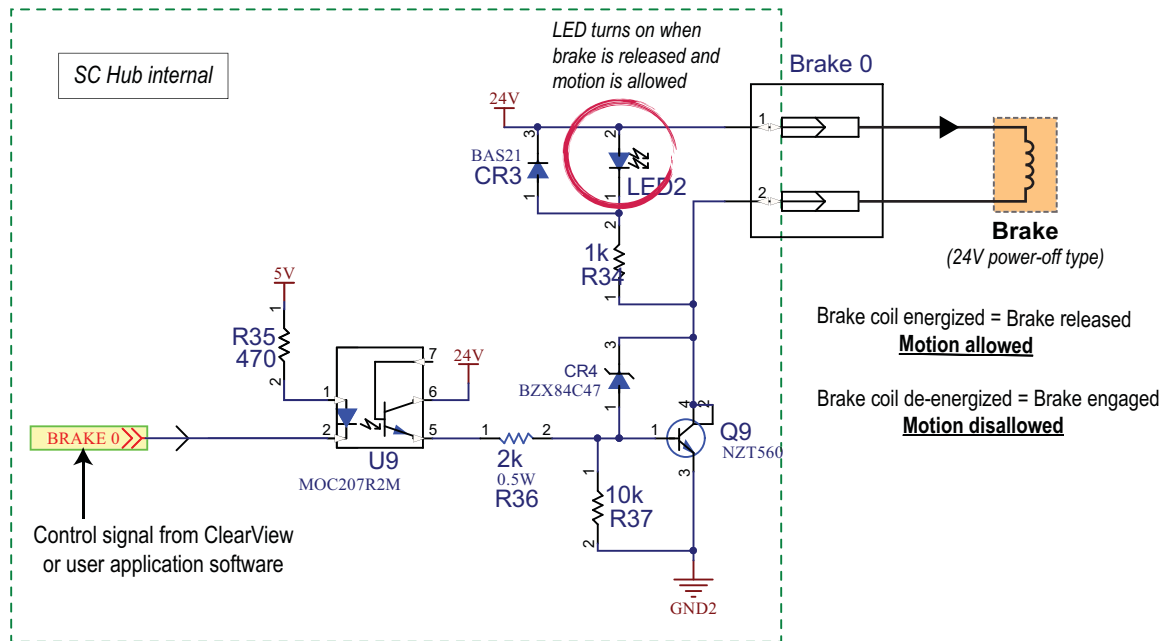 SC Hub internal
LED turns on when
brake is released and
motion is allowed
Brake 0
24V
3
2
1
BAS21
CR3
LED2
1
1
2
1k
R34
1
2
Brake
(24V power-off type)
5V
1
R35
470
2
7
24V
1
6
2
5
U9
MOC207R2M
BRAKE 0
CR4
BZX84C47
3
1
1
2
2k
0.5W
R36
1
10k
R37
2
1
4
2
Q9
NZT560
3
GND2
Brake coil energized = Brake released
Motion allowed
Brake coil de-energized = Brake engaged
Motion disallowed
Control signal from ClearView
or user application software